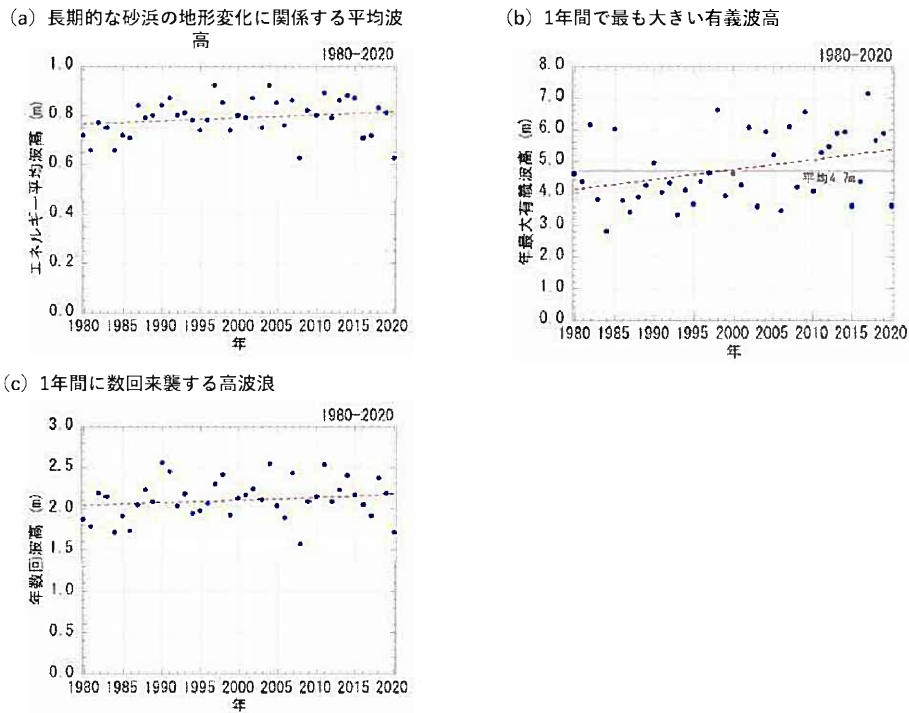 (a) 長期的な砂浜の地形変化に関係する平均波
高
1980-2020
1.0
0.8
0.6
0.4
0.2
0.0
エネルギー平均波高 (m)
1980 1985 1990 1995 2000 2005 2010 2015 2020
年
(b) 1年間で最も大きい有義波高
1980-2020
8.0
7.0
6.0
5.0
4.0
3.0
2.0
1.0
0.0
年最大有義波高 (m)
平均4.7m
1980 1985 1990 1995 2000 2005 2010 2015 2020
年
(c) 1年間に数回来襲する高波浪
1980-2020
3.0
2.5
2.0
1.5
1.0
0.5
0.0
年数回波高 (m)
1980 1985 1990 1995 2000 2005 2010 2015 2020
年